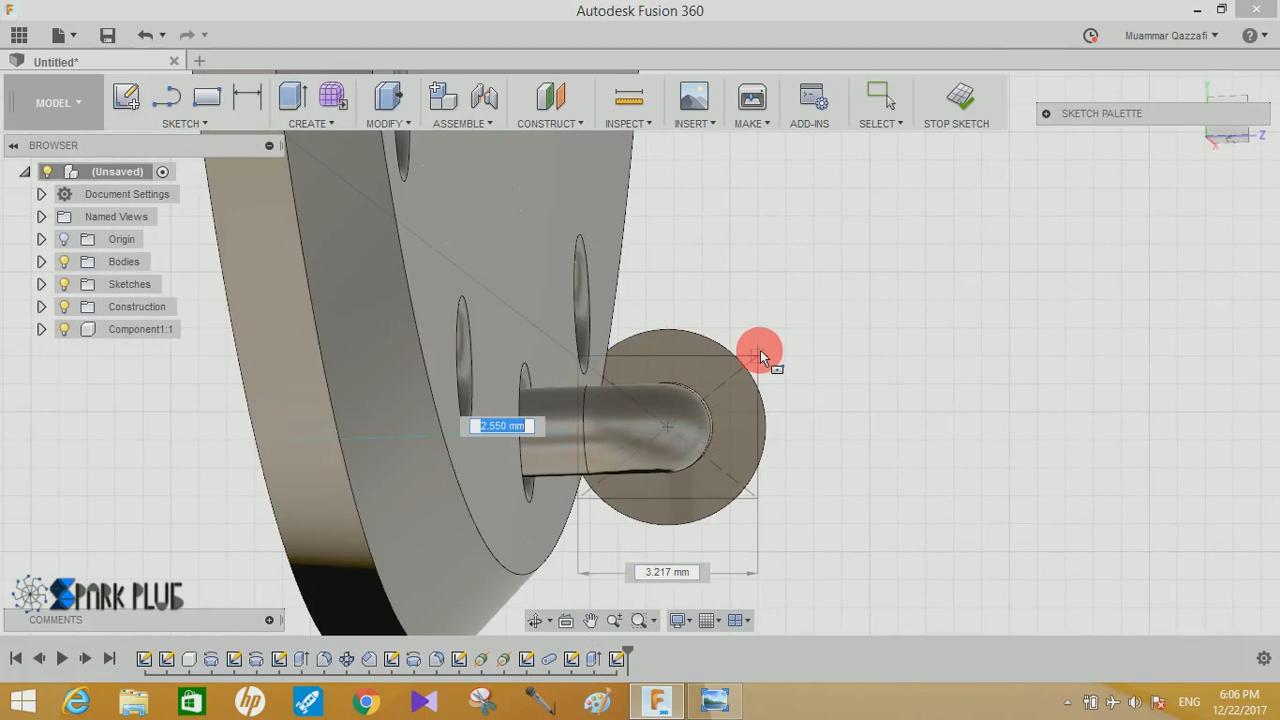 Autodesk Fusion 360
Muammar Qazzafi
Untitled*
MODEL
SKETCH
CREATE
MODIFY
ASSEMBLE
CONSTRUCT
INSPECT
INSERT
MAKE
ADD-INS
SELECT
STOP SKETCH
SKETCH PALETTE
BROWSER
(Unsaved)
Document Settings
Named Views
Origin
Bodies
Sketches
Construction
Component1:1
Y
Z
X
2.550 mm
3.217 mm
SPARK PLUG
COMMENTS
F
360
hp
ENG
6:06 PM
12/22/2017